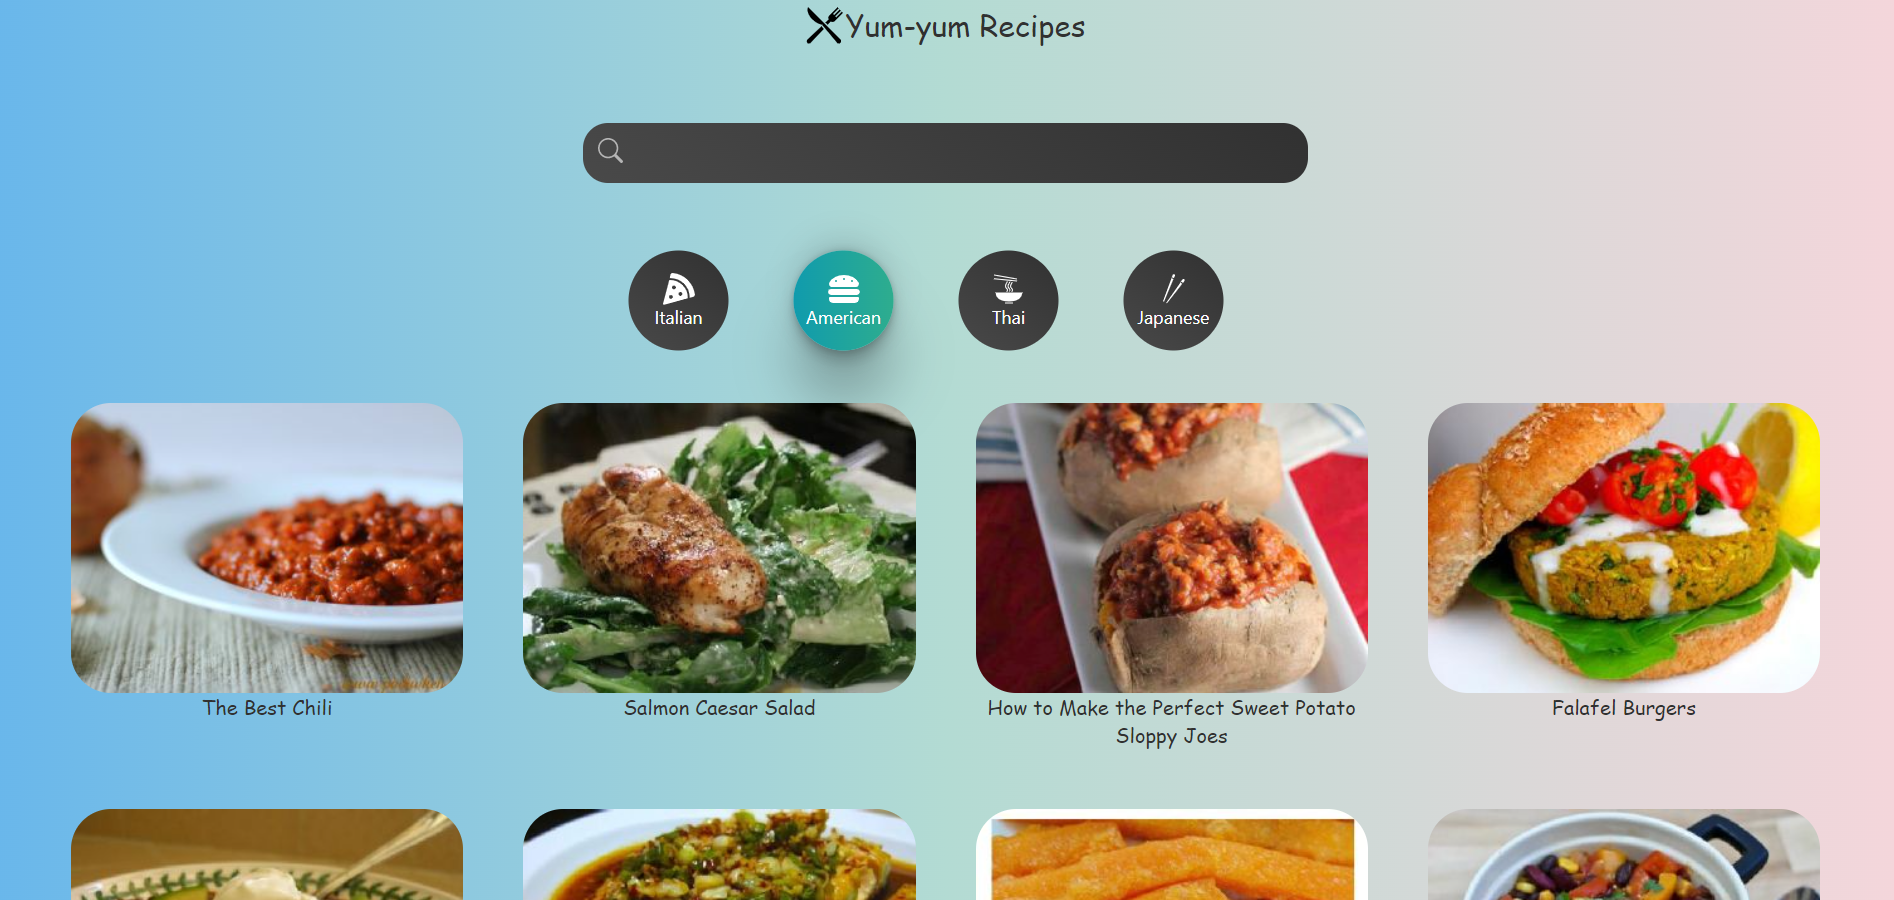 Yum-yum Recipes
Italian
American
Thai
Japanese
The Best Chili
Salmon Caesar Salad
How to Make the Perfect Sweet Potato
Sloppy Joes
Falafel Burgers